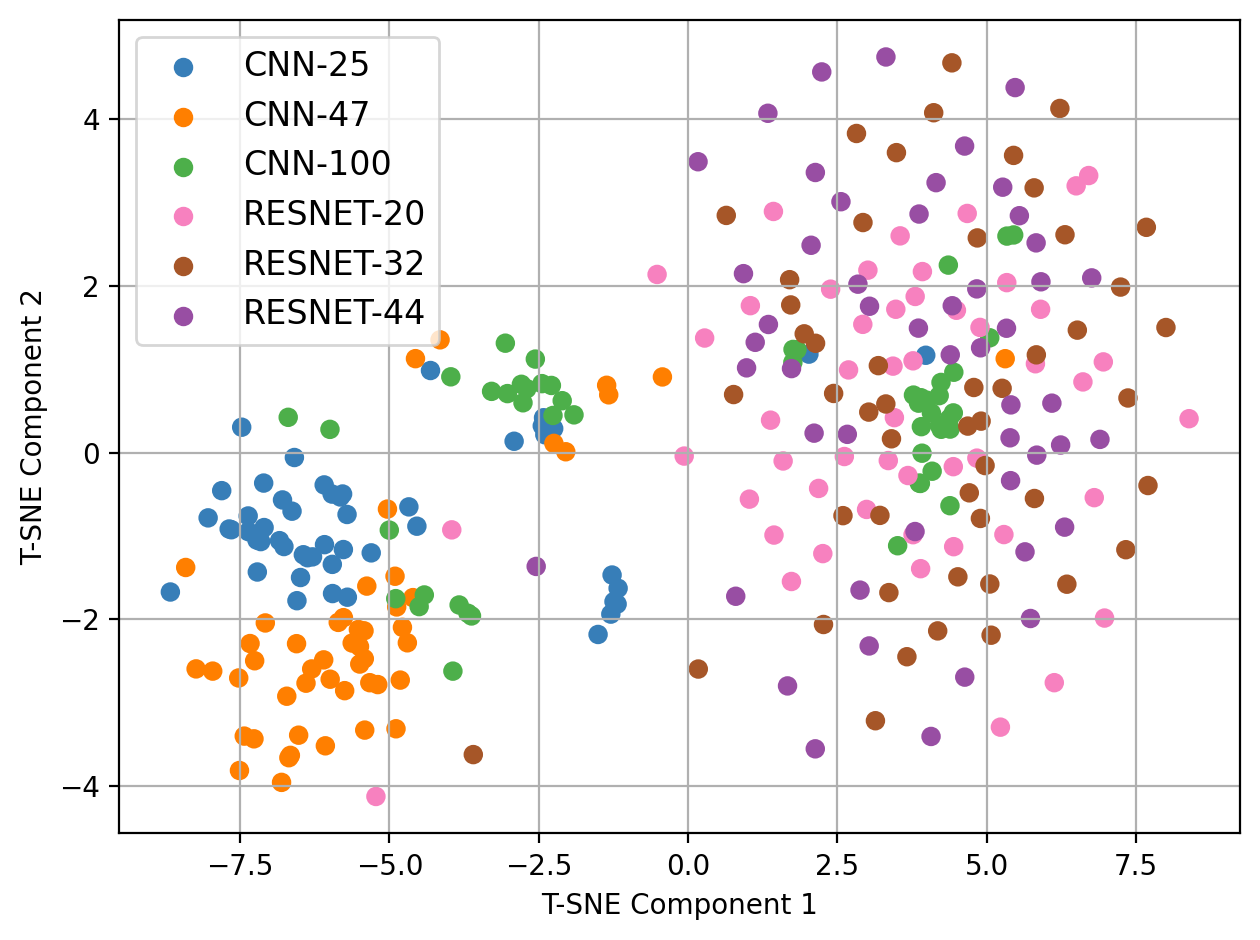 CNN-25
CNN-47
CNN-100
RESNET-20
RESNET-32
RESNET-44
4
2
0
−2
−4
T-SNE Component 2
−7.5 −5.0 −2.5 0.0 2.5 5.0 7.5
T-SNE Component 1